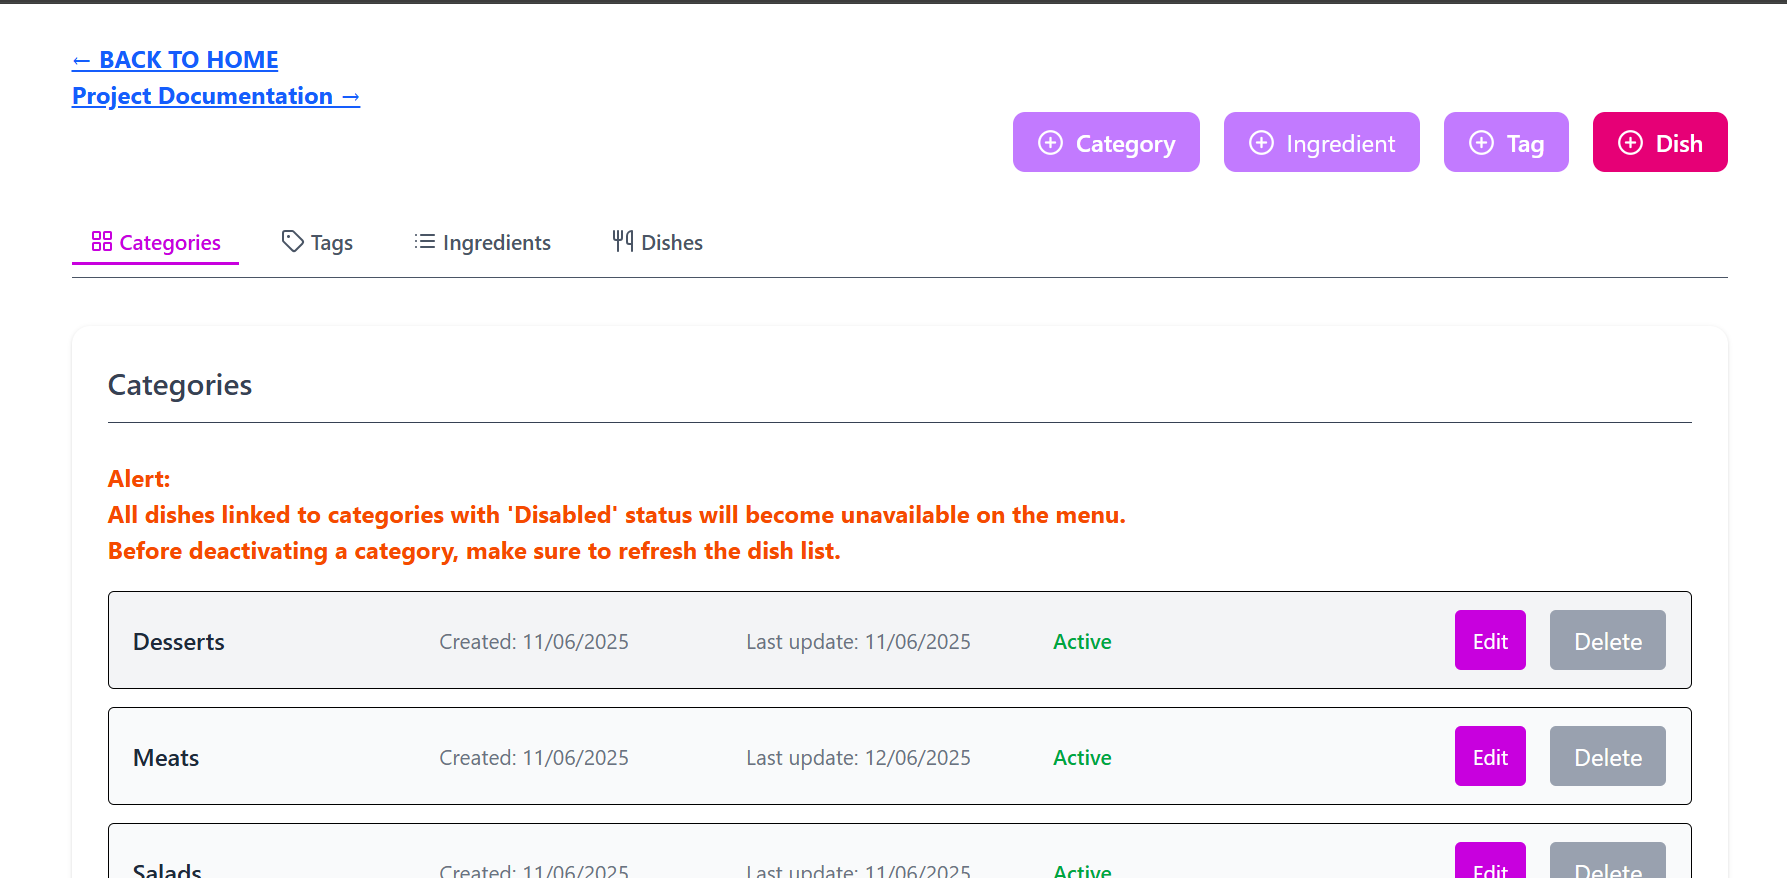 ← BACK TO HOME
Project Documentation →
Category
Ingredient
Tag
Dish
Categories
Tags
Ingredients
Dishes
Categories
Alert:
All dishes linked to categories with 'Disabled' status will become unavailable on the menu.
Before deactivating a category, make sure to refresh the dish list.
Desserts Created: 11/06/2025 Last update: 11/06/2025 Active Edit Delete
Meats Created: 11/06/2025 Last update: 12/06/2025 Active Edit Delete
Salads Created: 11/06/2025 Last update: 11/06/2025 Active Edit Delete